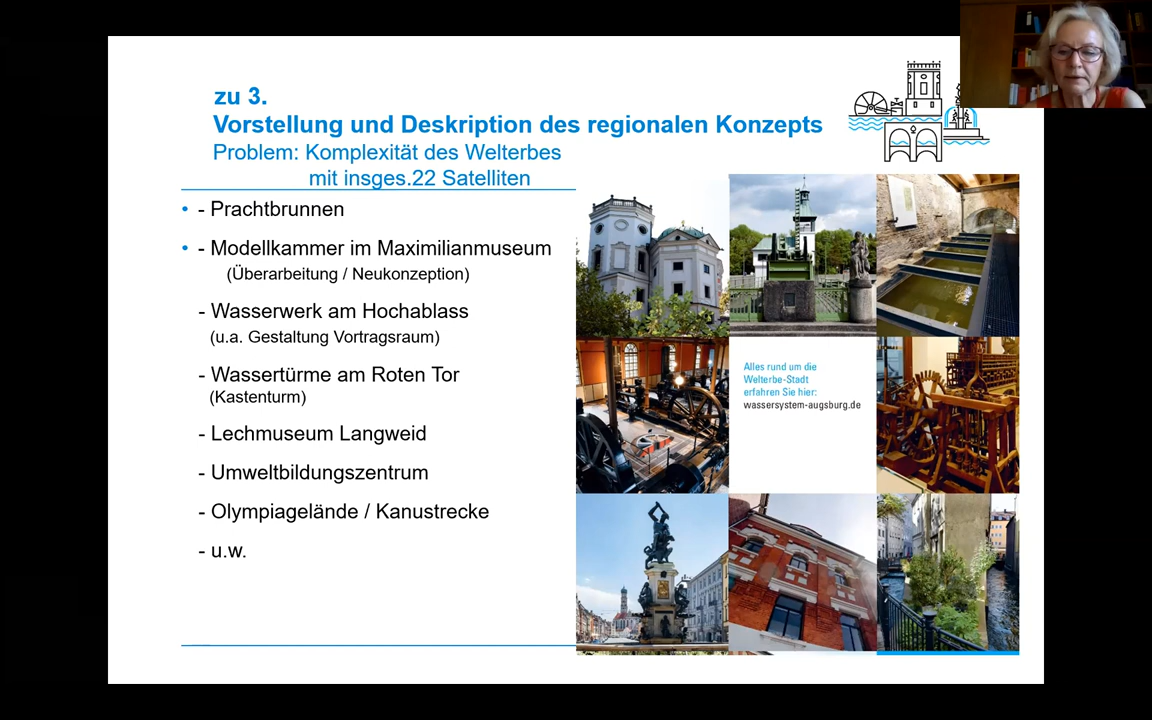 zu 3.
Vorstellung und Deskription des regionalen Konzepts
Problem: Komplexität des Welterbes
mit insges.22 Satelliten
• - Prachtbrunnen
• - Modellkammer im Maximilianmuseum
(Überarbeitung / Neukonzeption)
- Wasserwerk am Hochablass
(u.a. Gestaltung Vortragsraum)
- Wassertürme am Roten Tor
(Kastenturm)
- Lechmuseum Langweid
- Umweltbildungszentrum
- Olympiagelände / Kanustrecke
- u.w.
Alles rund um die
Welterbe-Stadt
erfahren Sie hier:
wassersystem-augsburg.de